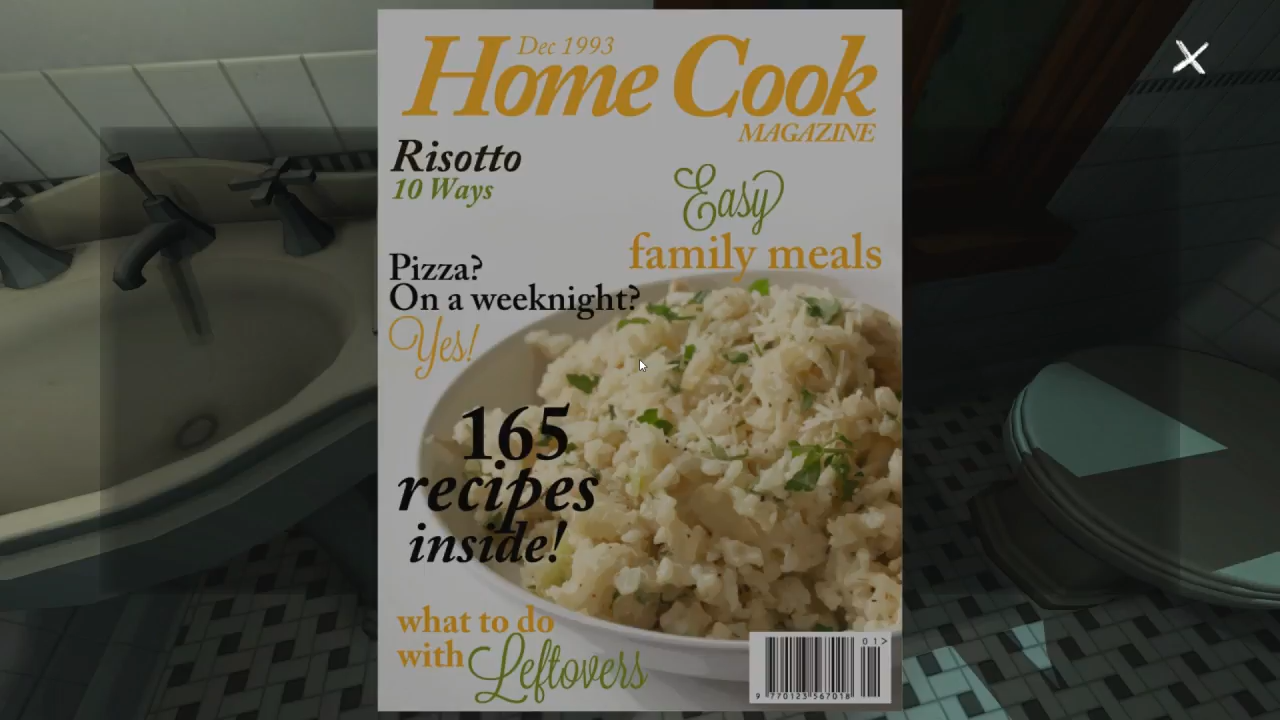 Dec 1993
Home Cook
MAGAZINE
Risotto
10 Ways
Easy
family meals
Pizza?
On a weeknight?
Yes!
165
recipes
inside!
what to do
with Leftovers
01>
9 770123 567018